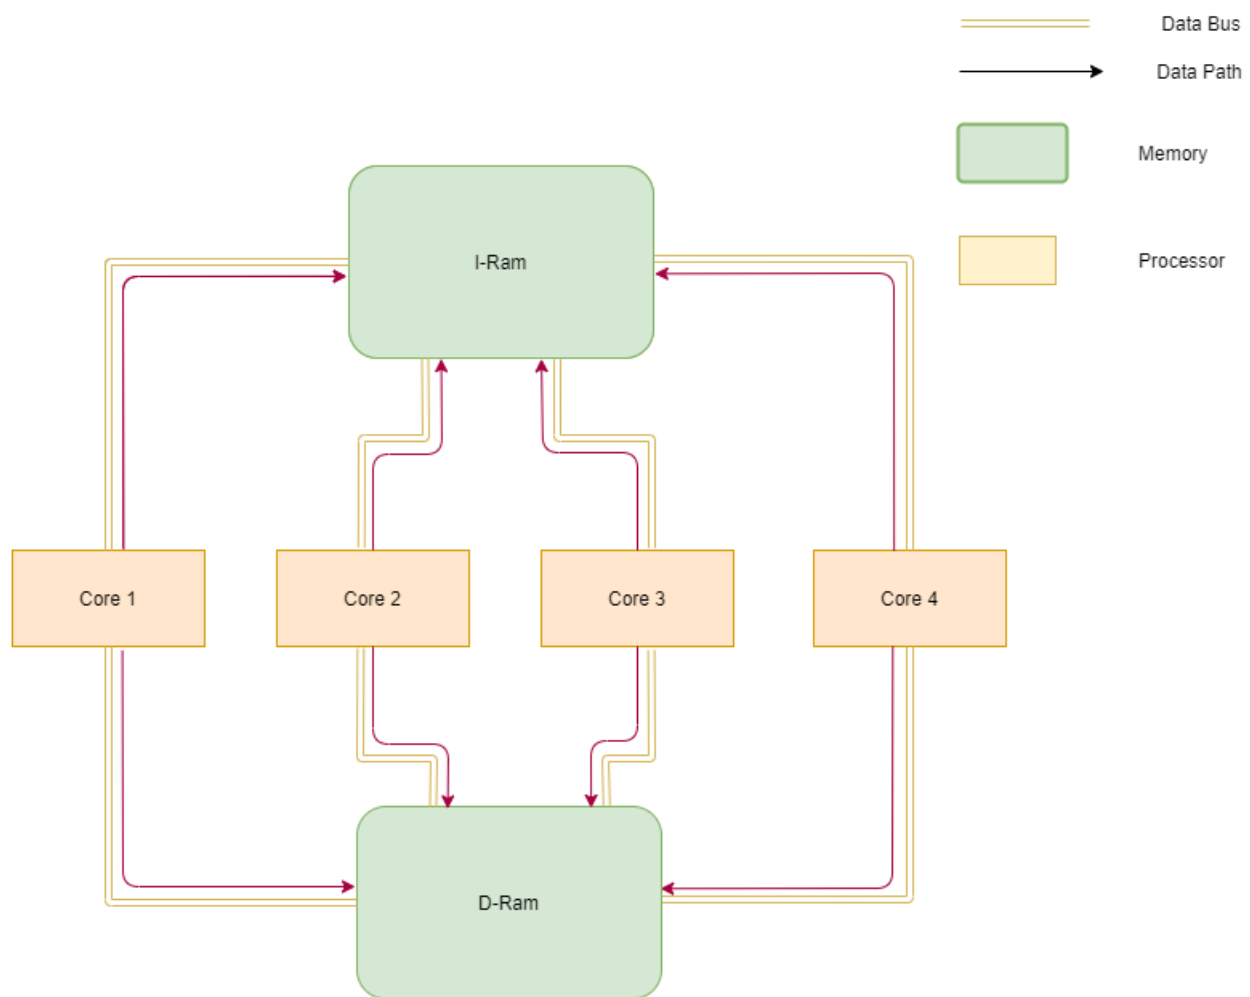 Data Bus
Data Path
Memory
I-Ram
Processor
Core 1
Core 2
Core 3
Core 4
D-Ram